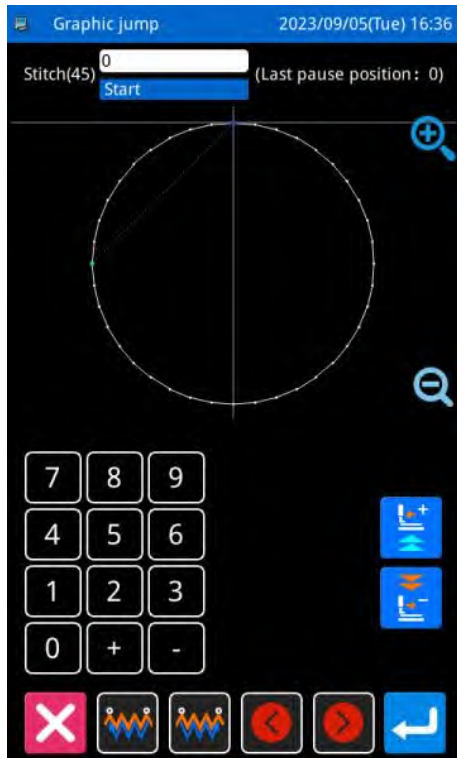 Graphic jump 2023/09/05(Tue) 16:36
0
Stitch(45) (Last pause position: 0)
Start
7 8 9
4 5 6
1 2 3
0 + -